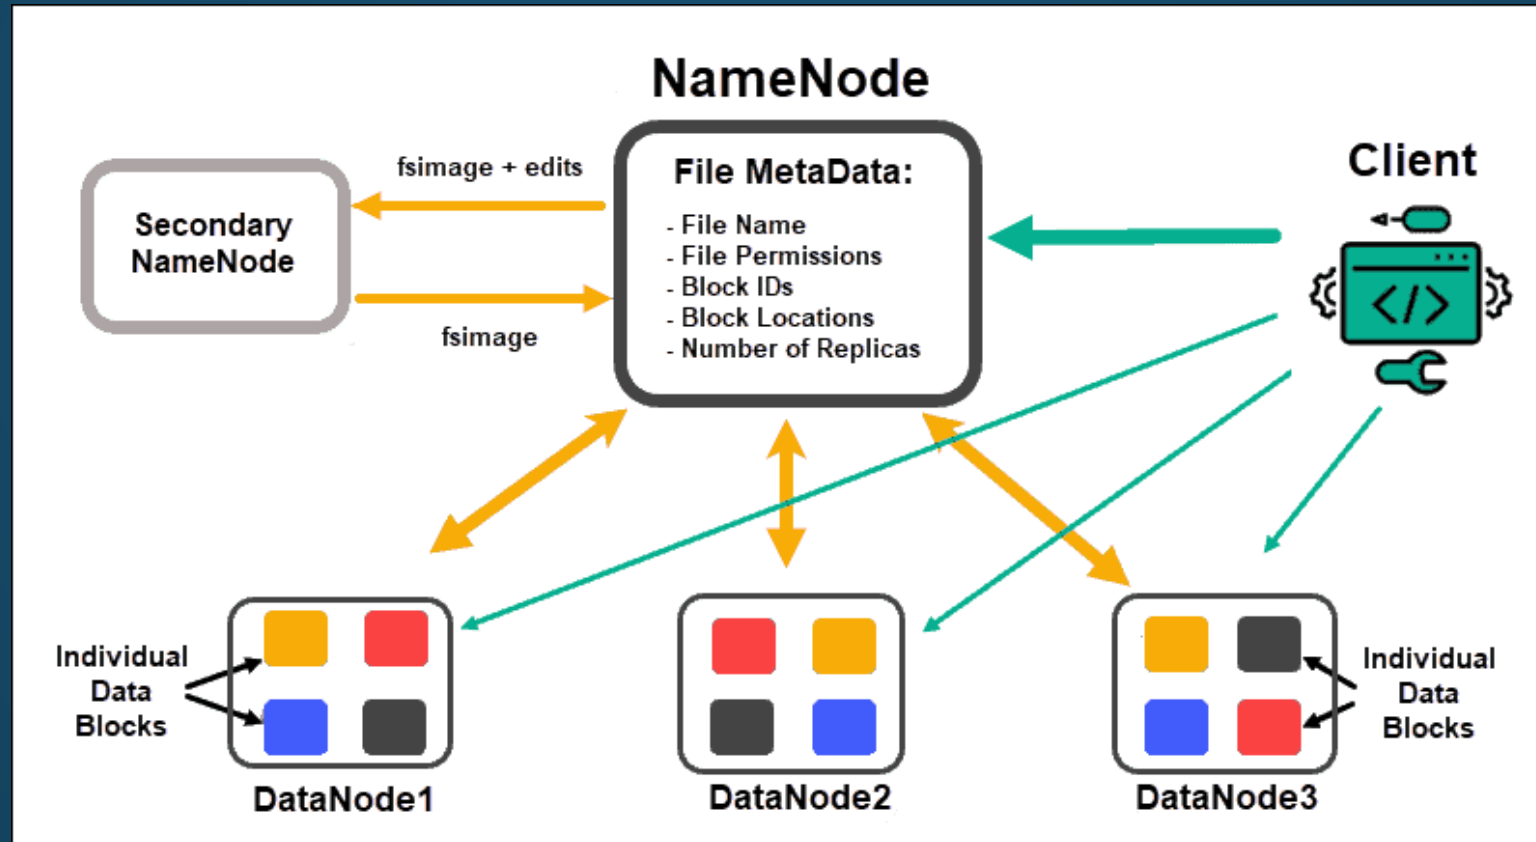 NameNode
fsimage + edits
File MetaData:
Client
Secondary
NameNode
- File Name
- File Permissions
- Block IDs
- Block Locations
- Number of Replicas
</>
fsimage
Individual
Data
Blocks
Individual
Data
Blocks
DataNode1
DataNode2
DataNode3